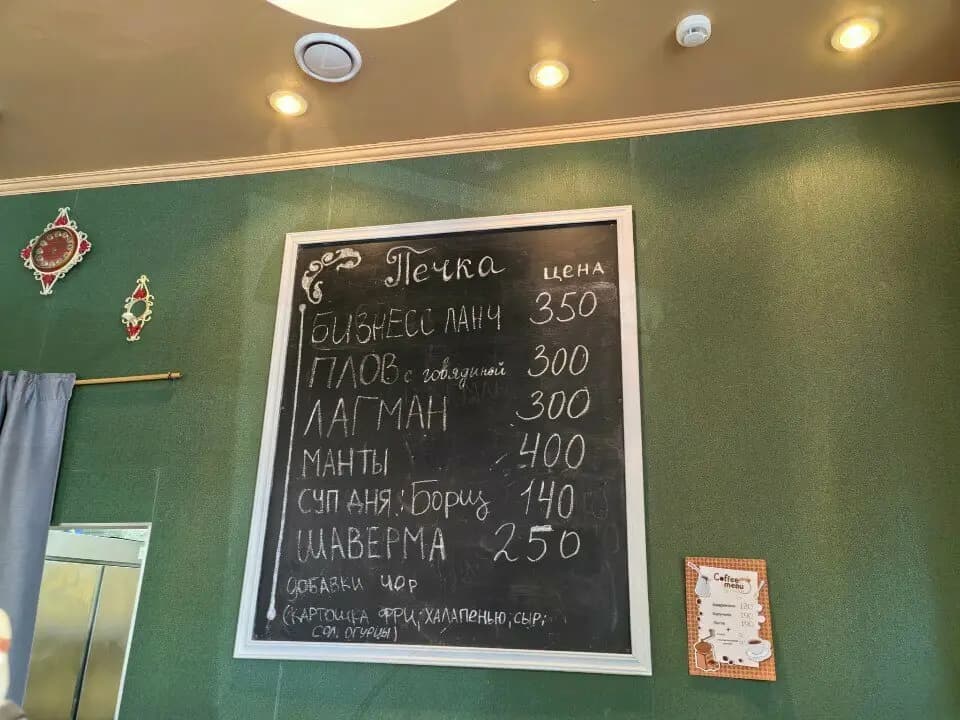 Печка ЦЕНА
БИЗНЕСС ЛАНЧ 350
ПЛОВ с говядиной 300
ЛАГМАН 300
МАНТЫ 400
СУП ДНЯ: Борщ 140
ШАВЕРМА 250
ДОБАВКИ 40 Р
(КАРТОШКА ФРИ, ХАЛАПЕНЬЮ, СЫР,
СОЛ. ОГУРЦЫ)
Coffee
menu